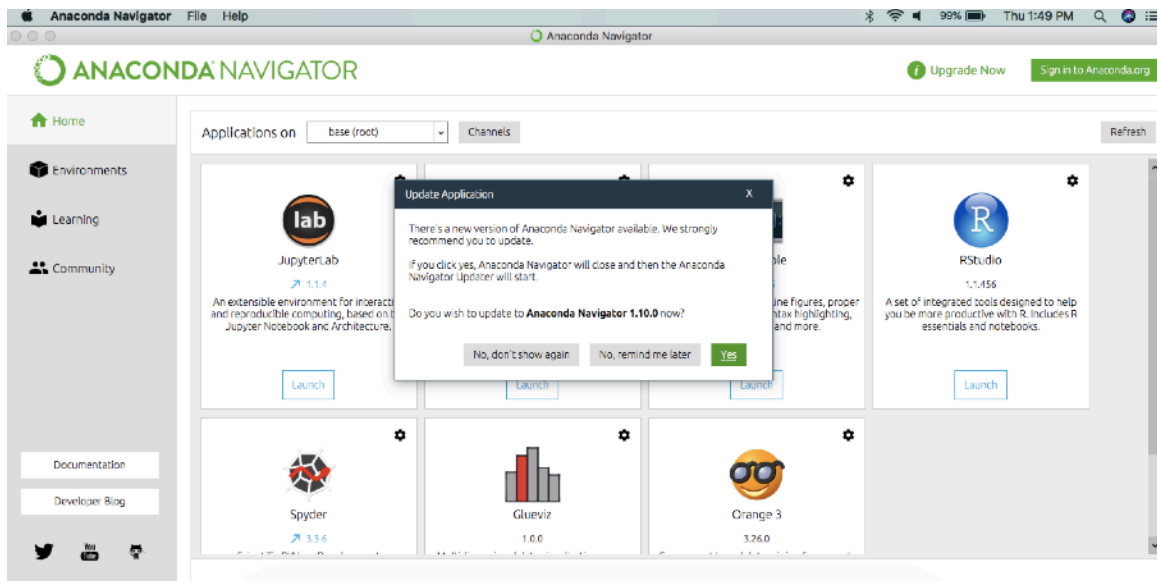 Anaconda Navigator File Help
99% Thu 1:49 PM
Anaconda Navigator
ANACONDA NAVIGATOR
Upgrade Now
Sign in to Anaconda.org
Home
Environments
Learning
Community
Documentation
Developer Blog
You
Tube
Applications on base (root) Channels
Refresh
lab
JupyterLab
1.1.4
An extensible environment for
and reproducible computing, based on
Jupyter Notebook and Architecture.
Launch
Update Application X
There's a new version of Anaconda Navigator available. We strongly
recommend you to update.
If you click yes, Anaconda Navigator will close and then the Anaconda
Navigator Updater will start.
Do you wish to update to Anaconda Navigator 1.10.0 now?
No, don't show again
No, remind me later
Yes
Launch
figures, proper
highlighting,
and more.
Launch
R
RStudio
1.1.456
A set of integrated tools designed to help
you be more productive with R. Includes R
essentials and notebooks.
Launch
Spyder
3.3.6
Glueviz
1.0.0
Orange 3
3.26.0